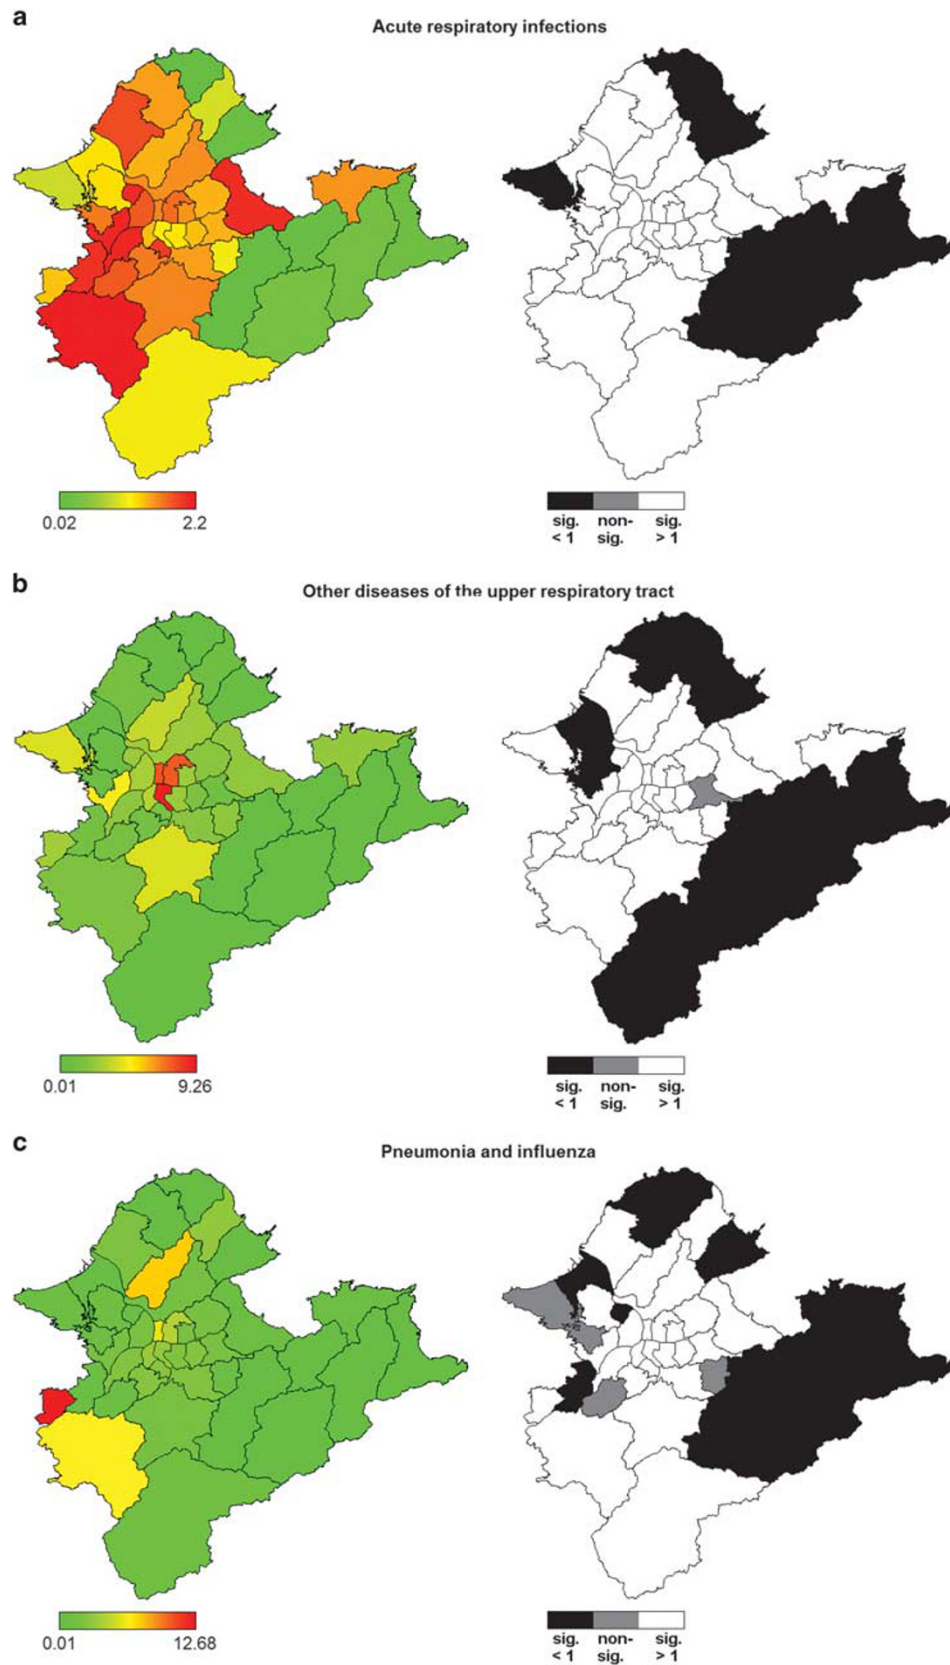 a
Acute respiratory infections
0.02 2.2
sig. non- sig.
< 1 sig. > 1
b
Other diseases of the upper respiratory tract
0.01 9.26
sig. non- sig.
< 1 sig. > 1
c
Pneumonia and influenza
0.01 12.68
sig. non- sig.
< 1 sig. > 1